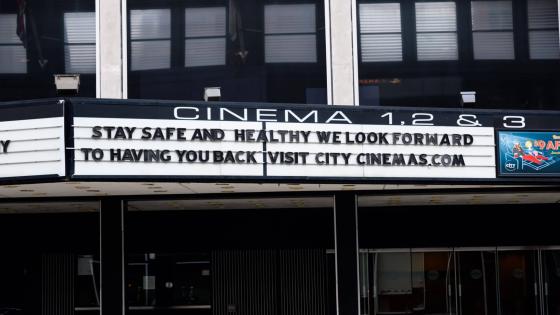 CINEMA 1, 2 & 3
STAY SAFE AND HEALTHY WE LOOK FORWARD
TO HAVING YOU BACK VISIT CITY CINEMAS.COM